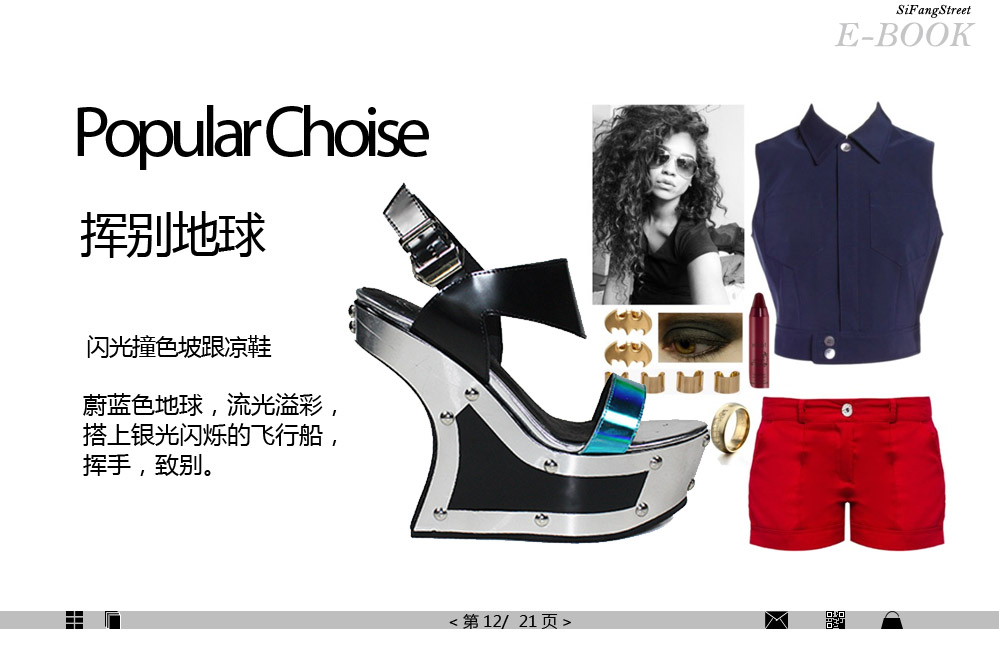 SiFangStreet
E-BOOK
Popular Choise
挥别地球
闪光撞色坡跟凉鞋
蔚蓝色地球，流光溢彩，
搭上银光闪烁的飞行船，
挥手，致别。
< 第 12/ 21 页 >